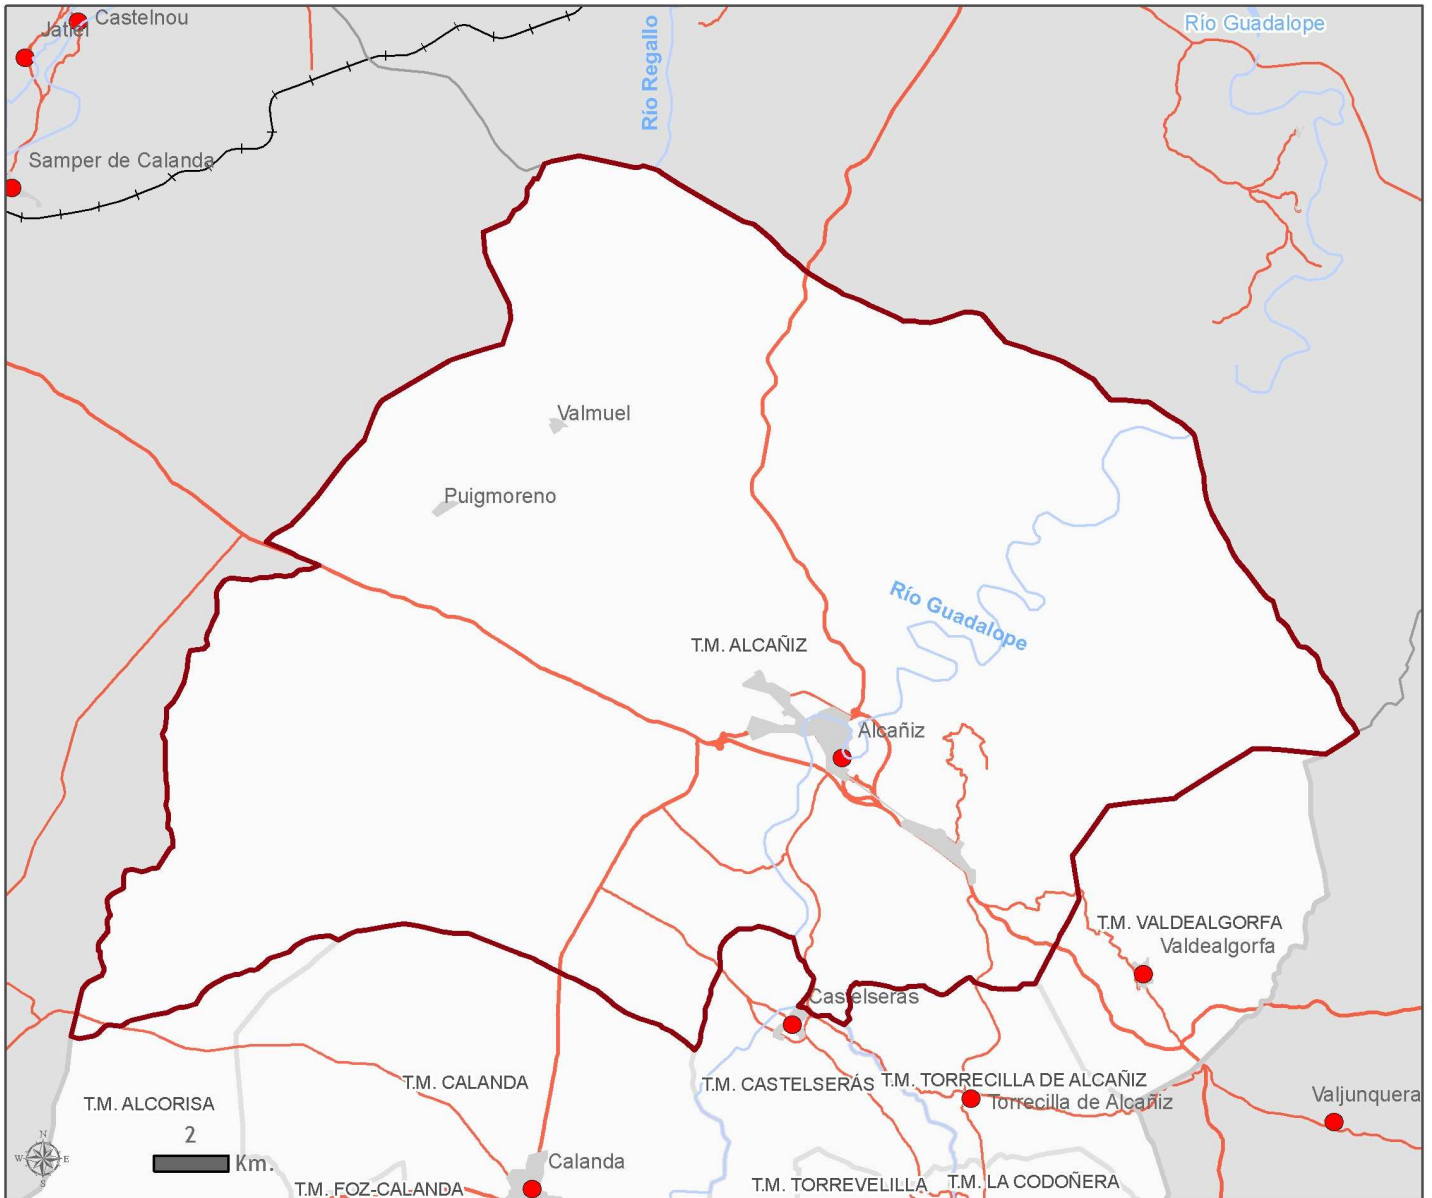 Castelnou
Jatiel
Río Regallo
Río Guadalope
Samper de Calanda
Valmuel
Puigmoreno
Río Guadalope
T.M. ALCAÑIZ
Alcañiz
T.M. VALDEALGORFA
Valdealgorfa
Castelseras
T.M. CALANDA
T.M. CASTELSERÁS
T.M. TORRECILLA DE ALCAÑIZ
Torrecilla de Alcañiz
Valjunquera
T.M. ALCORISA
2
Km.
N
W
E
S
Calanda
T.M. FOZ-CALANDA
T.M. TORREVELILLA
T.M. LA CODOÑERA